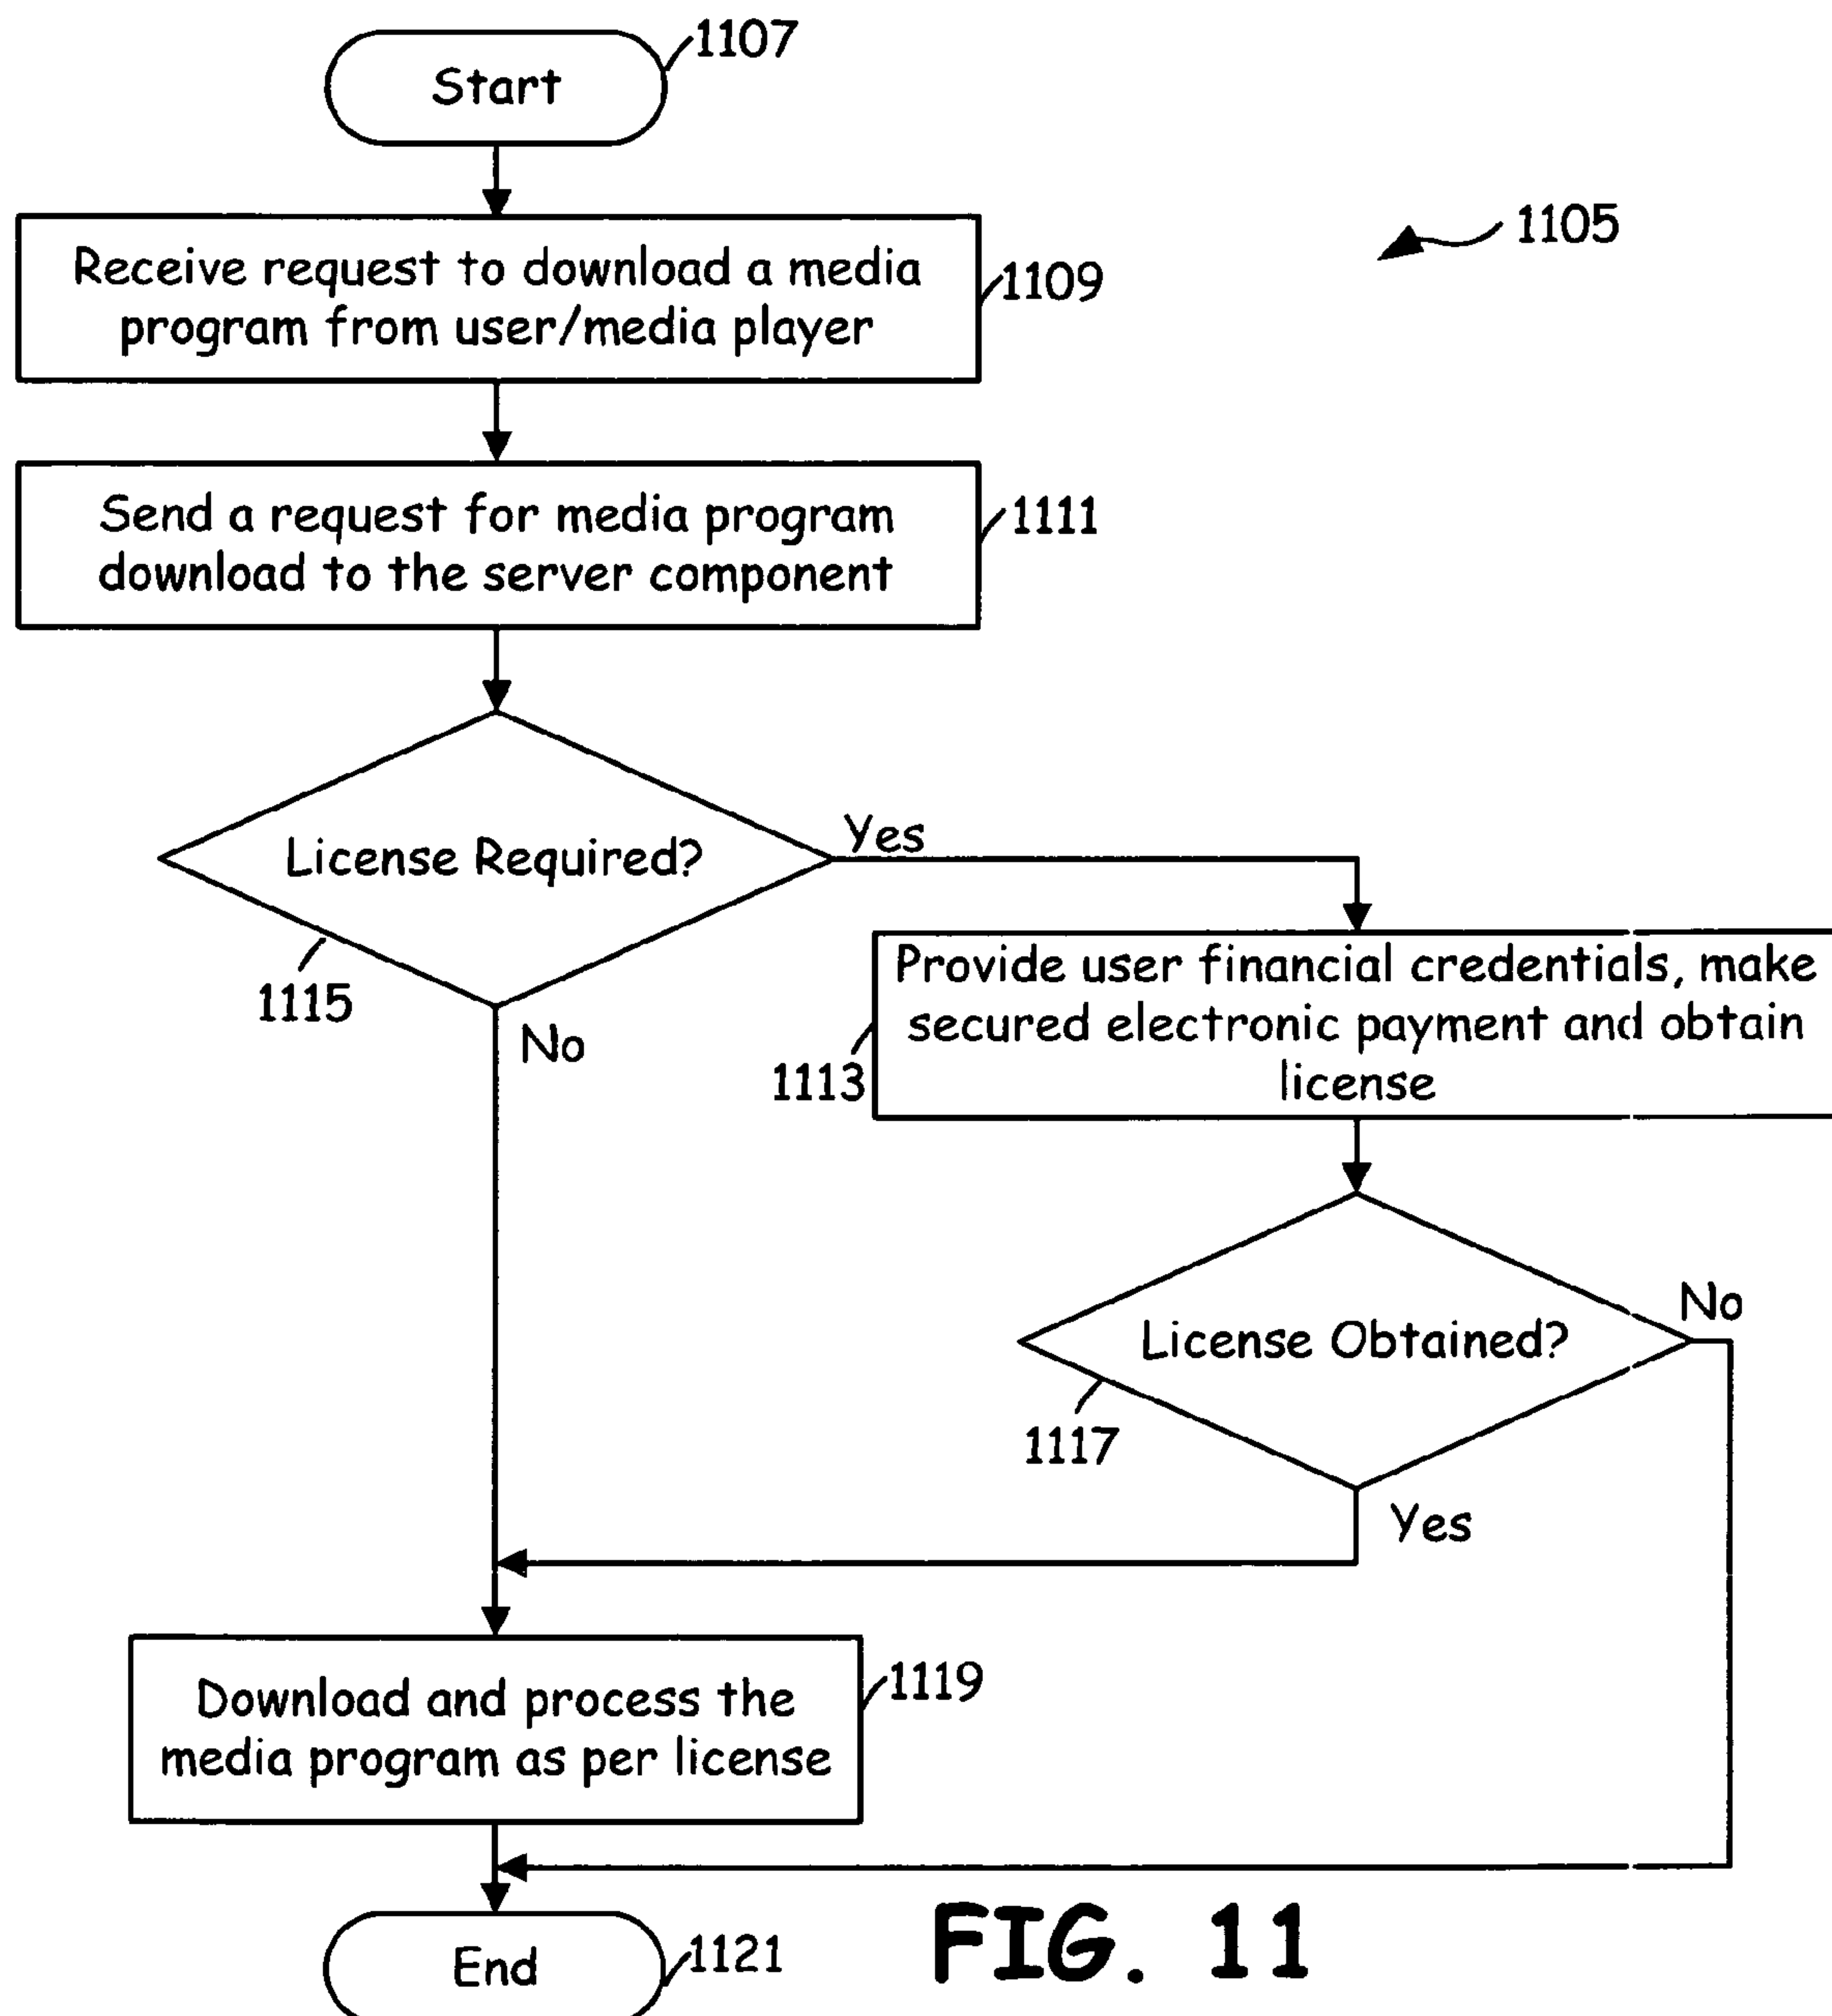 Start
1107
Receive request to download a media
program from user/media player
1109
1105
Send a request for media program
download to the server component
1111
License Required?
Yes
1115
No
Provide user financial credentials, make
secured electronic payment and obtain
license
1113
License Obtained?
No
1117
Yes
Download and process the
media program as per license
1119
End
1121
FIG. 11